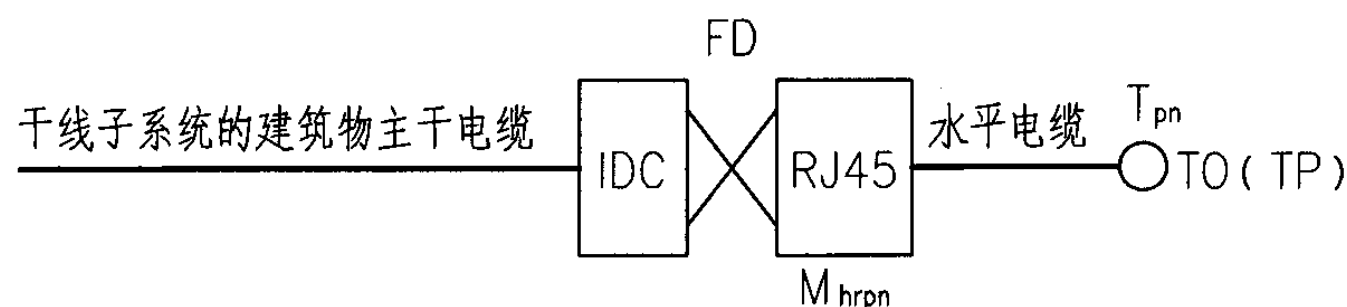 FD
干线子系统的建筑物主干电缆
IDC
RJ45
水平电缆
Tpn
TO(TP)
Mhrpn